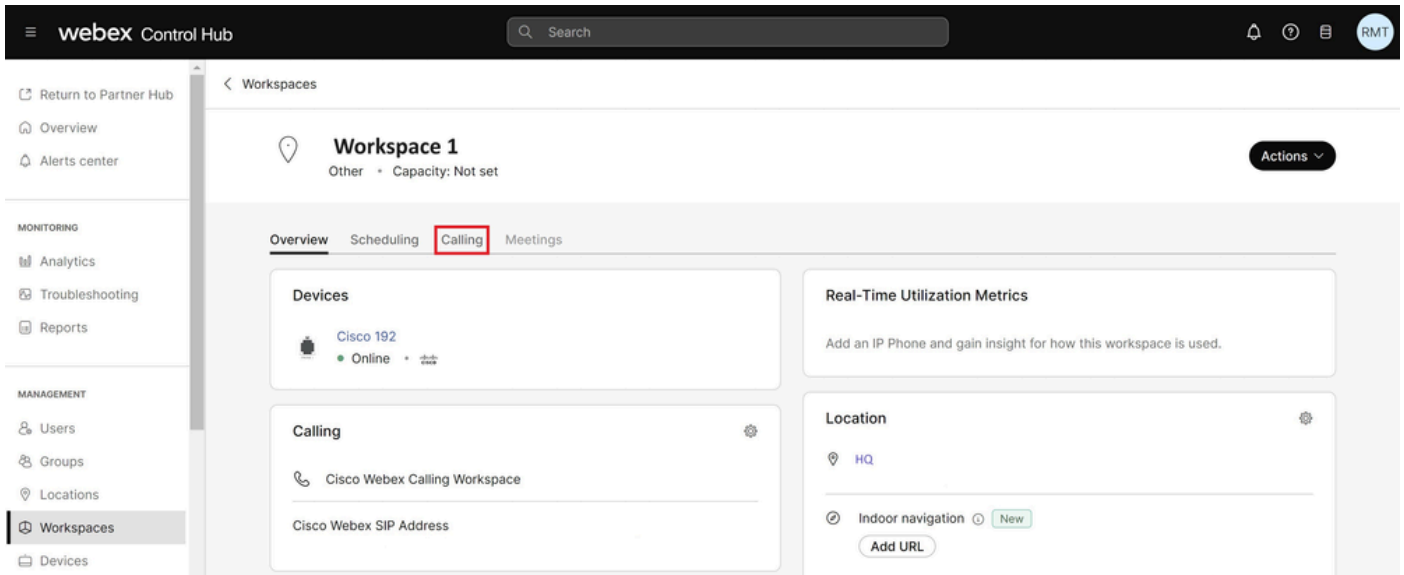 webex Control Hub
Search
RMT
Return to Partner Hub
Overview
Alerts center
MONITORING
Analytics
Troubleshooting
Reports
MANAGEMENT
Users
Groups
Locations
Workspaces
Devices
Workspaces
Workspace 1
Other • Capacity: Not set
Actions
Overview Scheduling Calling Meetings
Devices
Cisco 192
Online • cisco
Calling
Cisco Webex Calling Workspace
Cisco Webex SIP Address
Real-Time Utilization Metrics
Add an IP Phone and gain insight for how this workspace is used.
Location
HQ
Indoor navigation New
Add URL